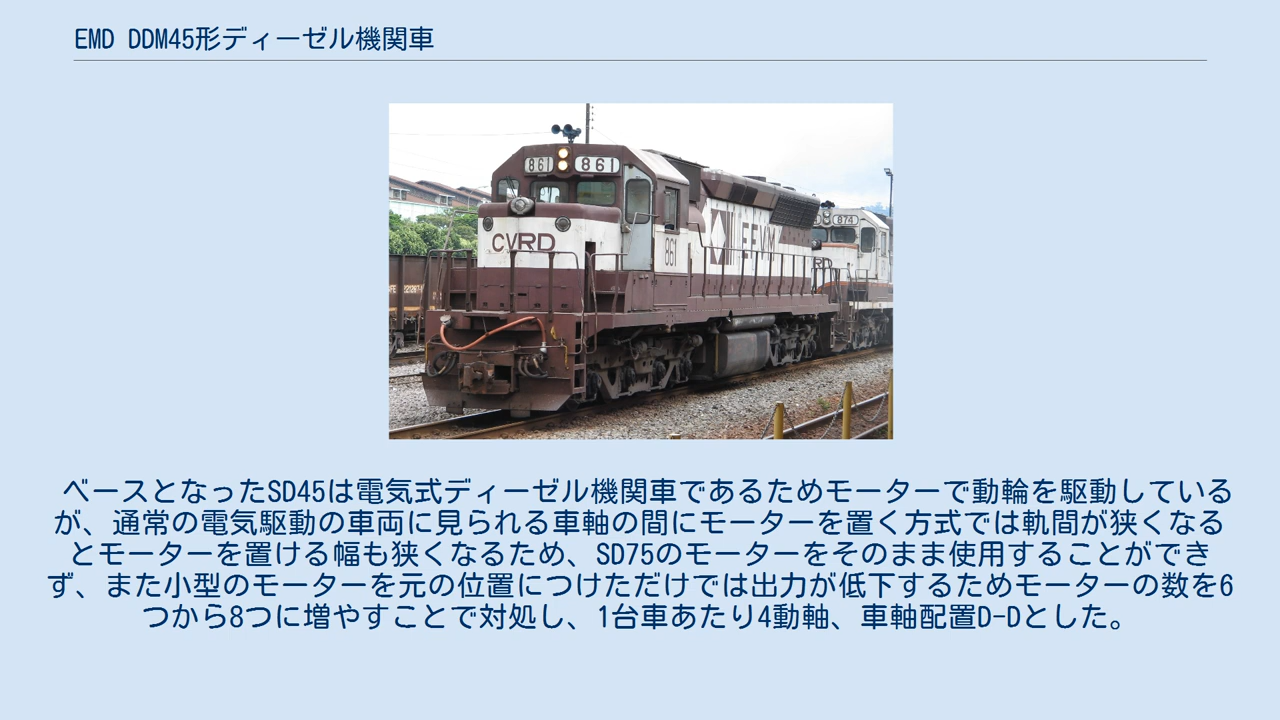 EMD DDM45形ディーゼル機関車
861 861
874
CVRD
861
EFVM
RD
ベースとなったSD45は電気式ディーゼル機関車であるためモーターで動輪を駆動している
が、通常の電気駆動の車両に見られる車軸の間にモーターを置く方式では軌間が狭くなる
とモーターを置ける幅も狭くなるため、SD75のモーターをそのまま使用することができ
ず、また小型のモーターを元の位置につけただけでは出力が低下するためモーターの数を6
つから8つに増やすことで対処し、1台車あたり4動軸、車軸配置D-Dとした。